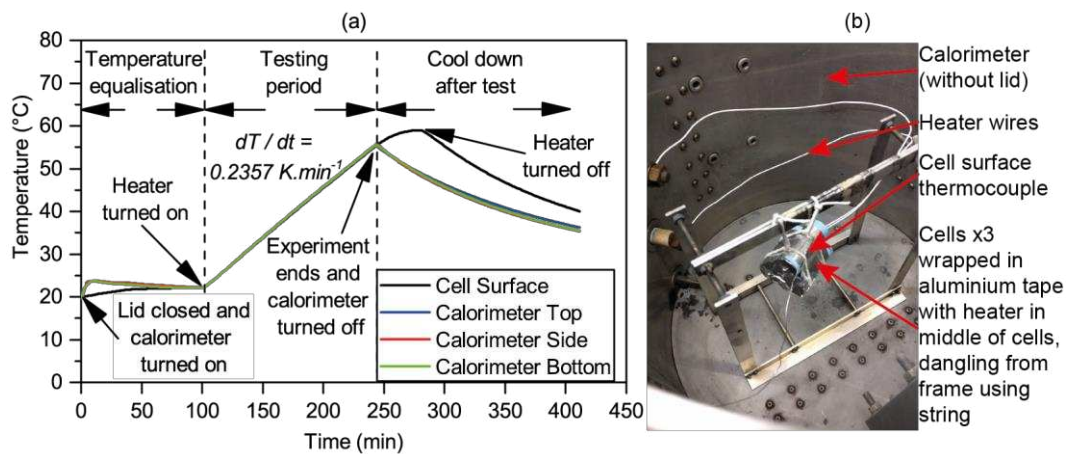 (a)
(b)
80
70
60
50
40
30
20
10
0
Temperature (°C)
Temperature
equalisation
Testing
period
Cool down
after test
dT / dt =
0.2357 K.min⁻¹
Heater
turned on
Heater
turned off
Experiment
ends and
calorimeter
turned off
Lid closed and
calorimeter
turned on
Cell Surface
Calorimeter Top
Calorimeter Side
Calorimeter Bottom
0 50 100 150 200 250 300 350 400 450
Time (min)
Calorimeter
(without lid)
Heater wires
Cell surface
thermocouple
Cells x3
wrapped in
aluminium tape
with heater in
middle of cells,
dangling from
frame using
string